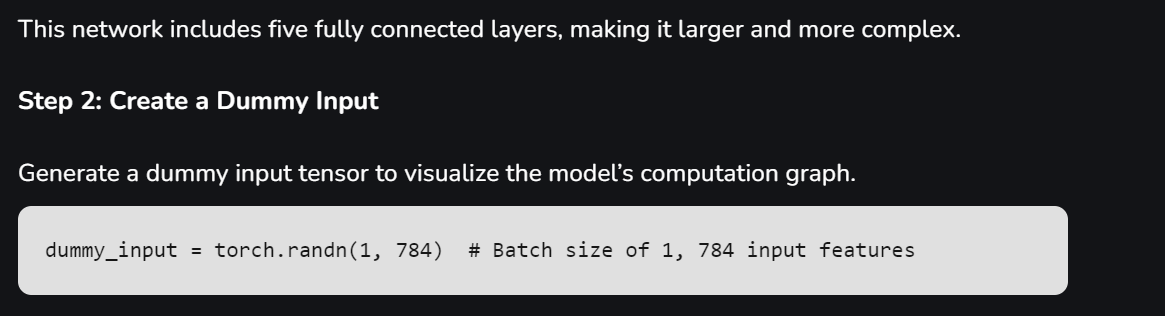 This network includes five fully connected layers, making it larger and more complex.
Step 2: Create a Dummy Input
Generate a dummy input tensor to visualize the model’s computation graph.
dummy_input = torch.randn(1, 784)  # Batch size of 1, 784 input features